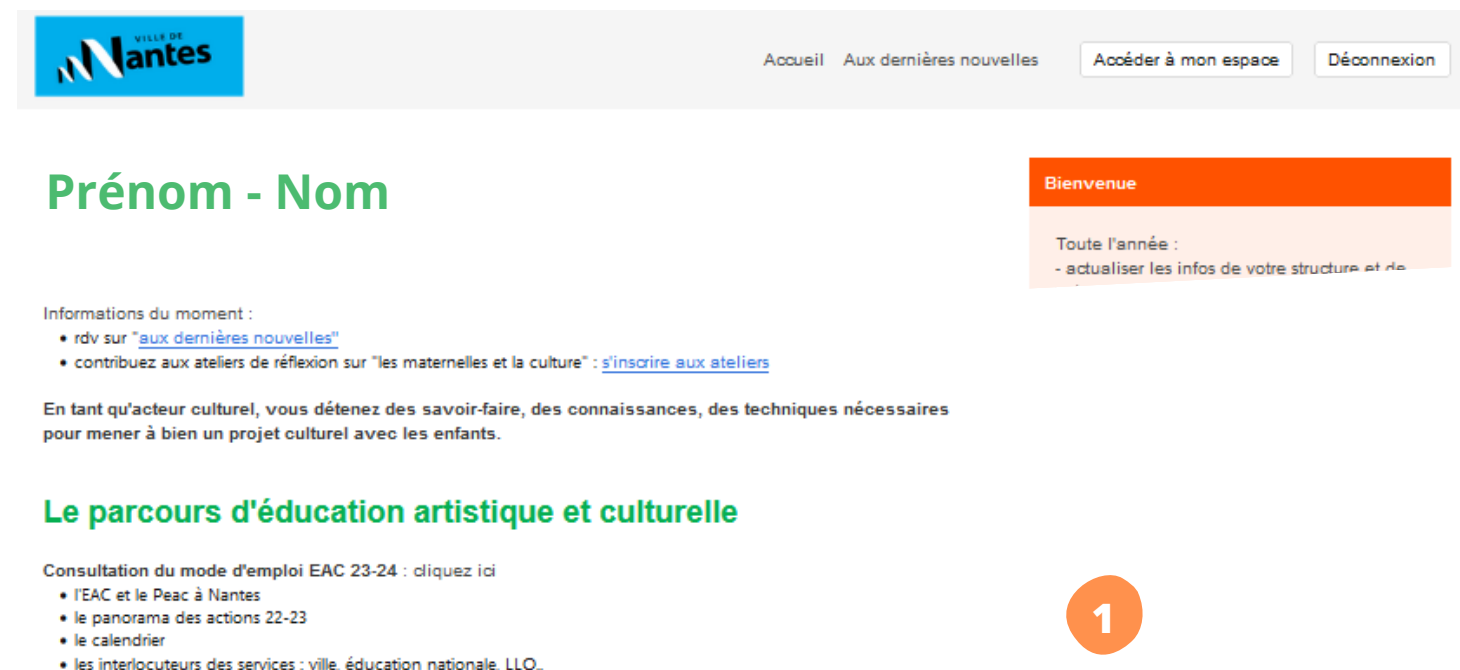 VILLE DE
Nantes
Accueil Aux dernières nouvelles Accéder à mon espace Déconnexion
Prénom - Nom
Bienvenue
Toute l'année :
- actualiser les infos de votre structure et de
Informations du moment :
• rdv sur "aux dernières nouvelles"
• contribuez aux ateliers de réflexion sur "les maternelles et la culture" : s'inscrire aux ateliers
En tant qu'acteur culturel, vous détenez des savoir-faire, des connaissances, des techniques nécessaires
pour mener à bien un projet culturel avec les enfants.
Le parcours d'éducation artistique et culturelle
Consultation du mode d'emploi EAC 23-24 : cliquez ici
• l'EAC et le Peac à Nantes
• le panorama des actions 22-23
• le calendrier
• les interlocuteurs des services : ville, éducation nationale, LLO..
1